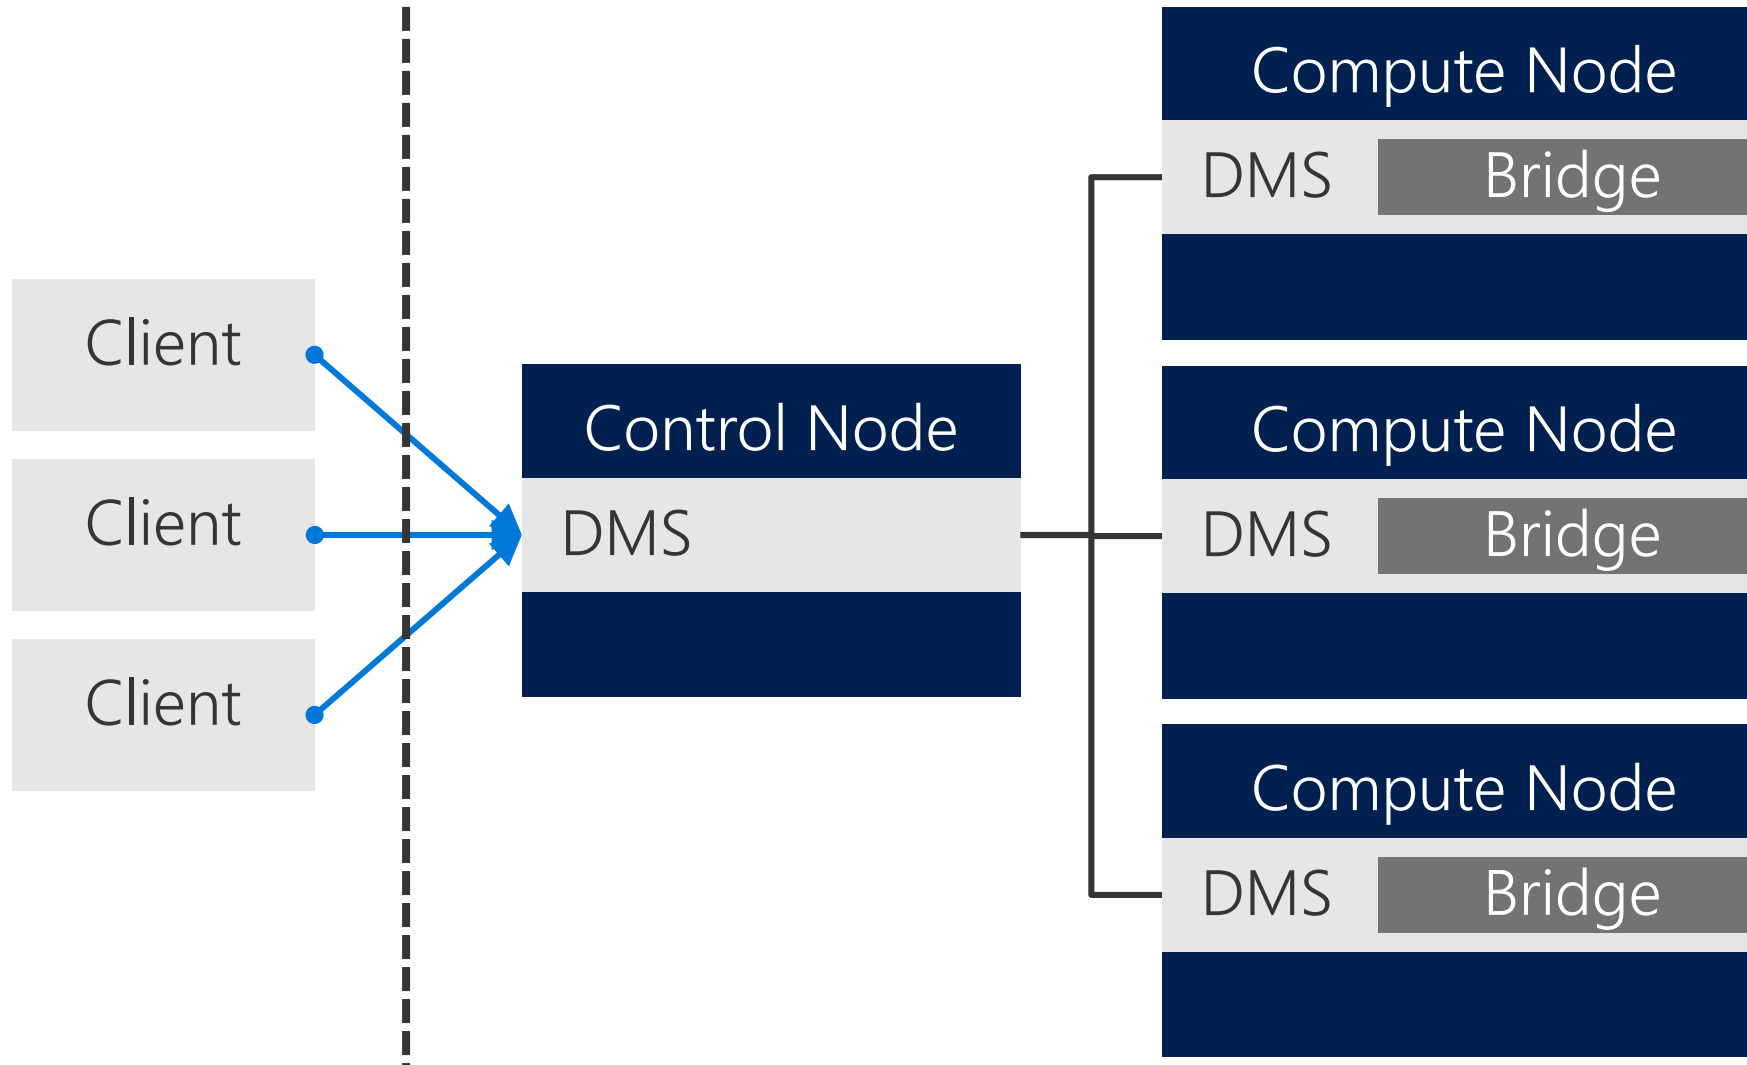 Client
Client
Client
Control Node
DMS
Compute Node
DMS Bridge
Compute Node
DMS Bridge
Compute Node
DMS Bridge